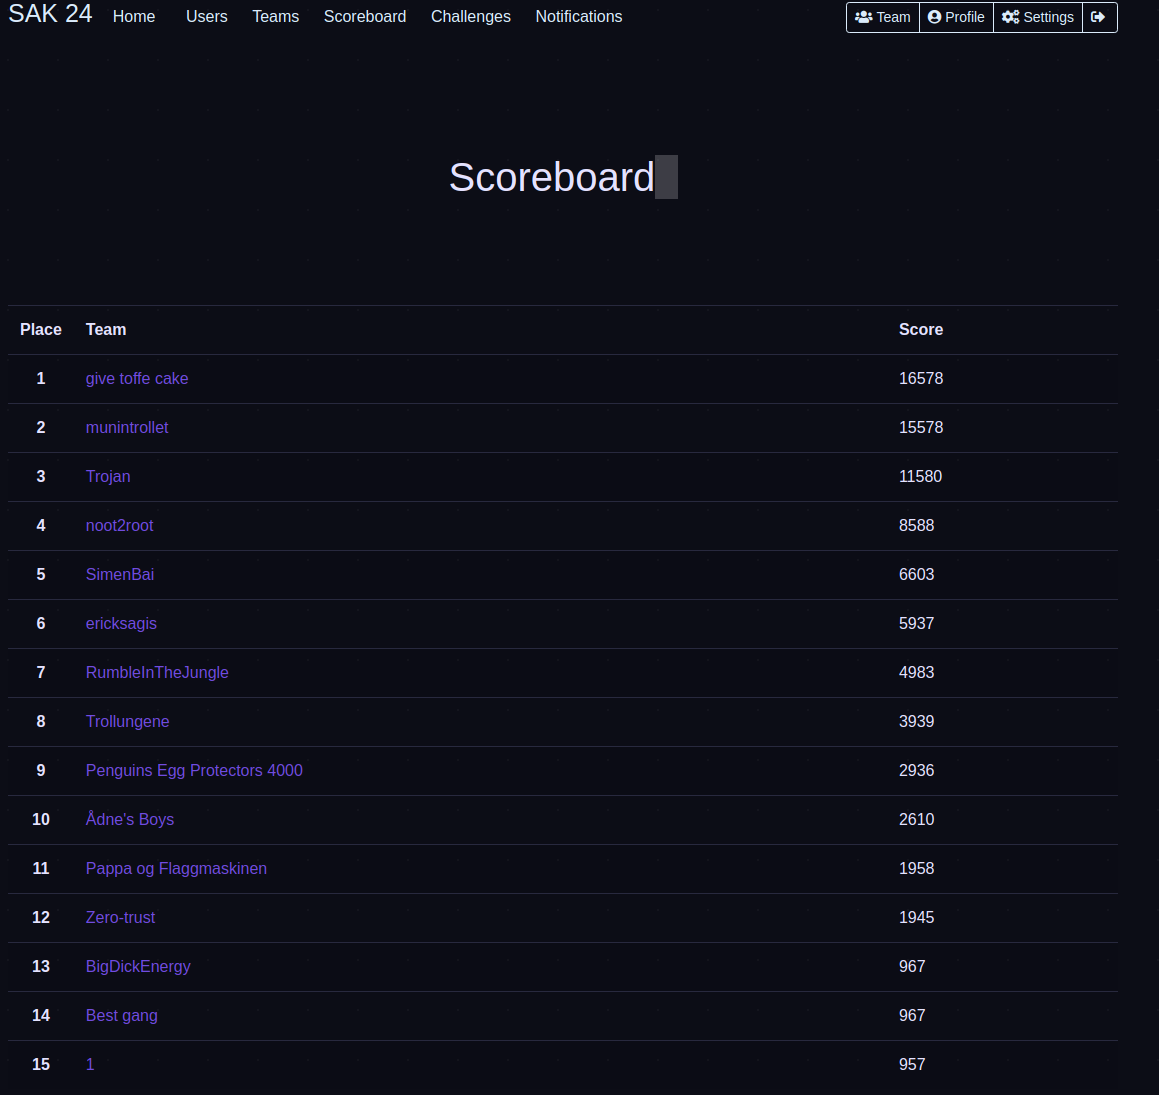 SAK 24 Home Users Teams Scoreboard Challenges Notifications Team Profile Settings
Scoreboard
Place Team Score
1 give toffe cake 16578
2 munintrollet 15578
3 Trojan 11580
4 noot2root 8588
5 SimenBai 6603
6 ericksagis 5937
7 RumbleInTheJungle 4983
8 Trollungene 3939
9 Penguins Egg Protectors 4000 2936
10 Ådne's Boys 2610
11 Pappa og Flaggmaskinen 1958
12 Zero-trust 1945
13 BigDickEnergy 967
14 Best gang 967
15 1 957